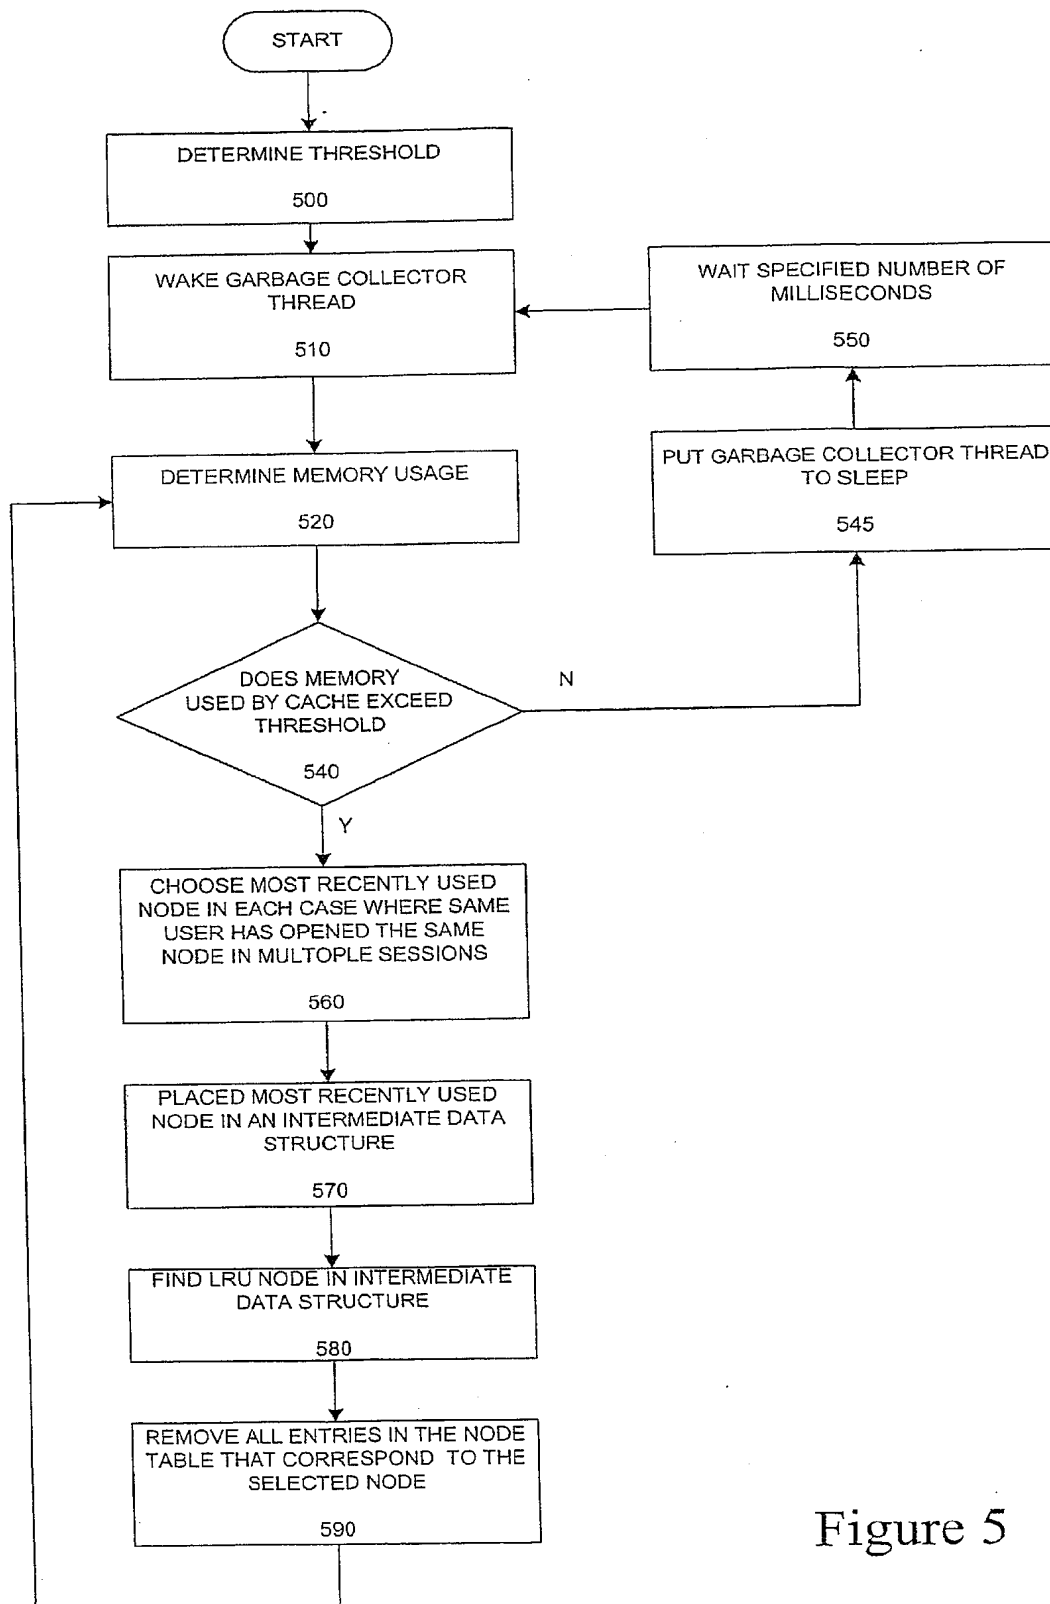 START
DETERMINE THRESHOLD
500
WAKE GARBAGE COLLECTOR
THREAD
510
WAIT SPECIFIED NUMBER OF
MILLISECONDS
550
DETERMINE MEMORY USAGE
520
PUT GARBAGE COLLECTOR THREAD
TO SLEEP
545
DOES MEMORY
USED BY CACHE EXCEED
THRESHOLD
540
N
Y
CHOOSE MOST RECENTLY USED
NODE IN EACH CASE WHERE SAME
USER HAS OPENED THE SAME
NODE IN MULTOPLE SESSIONS
560
PLACED MOST RECENTLY USED
NODE IN AN INTERMEDIATE DATA
STRUCTURE
570
FIND LRU NODE IN INTERMEDIATE
DATA STRUCTURE
580
REMOVE ALL ENTRIES IN THE NODE
TABLE THAT CORRESPOND TO THE
SELECTED NODE
590
Figure 5